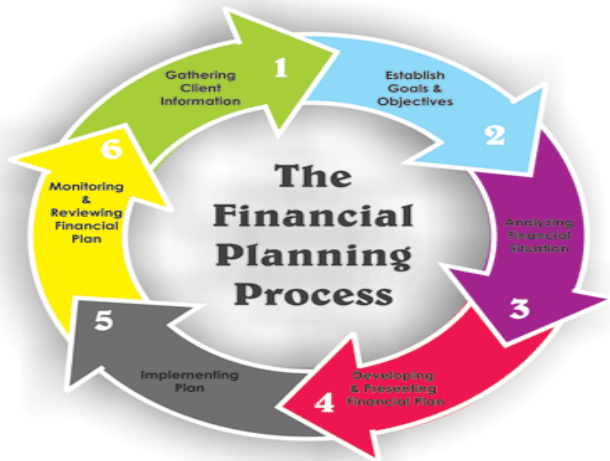 The
Financial
Planning
Process
1
Gathering
Client
Information
2
Establish
Goals &
Objectives
3
Analyzing
Financial
Situation
4
Developing
& Presenting
Financial Plan
5
Implementing
Plan
6
Monitoring
&
Reviewing
Financial
Plan